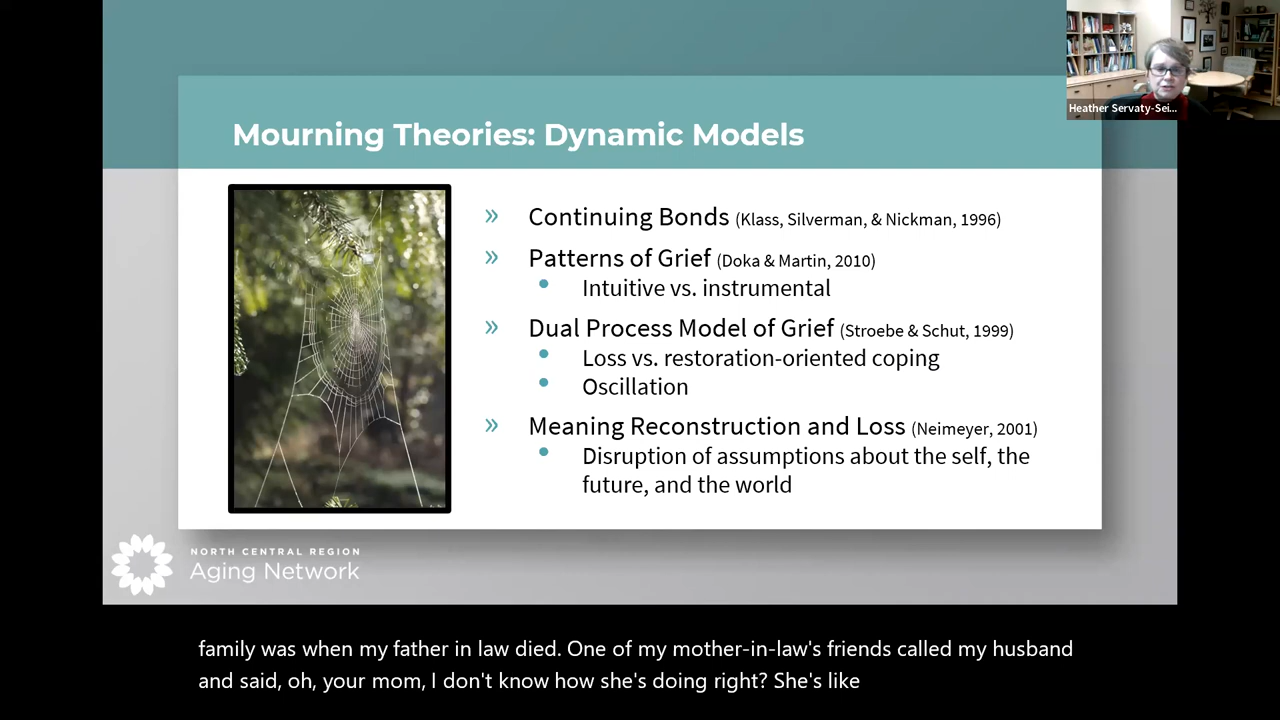 Heather Servaty-Sei...
Mourning Theories: Dynamic Models
» Continuing Bonds (Klass, Silverman, & Nickman, 1996)
» Patterns of Grief (Doka & Martin, 2010)
• Intuitive vs. instrumental
» Dual Process Model of Grief (Stroebe & Schut, 1999)
• Loss vs. restoration-oriented coping
• Oscillation
» Meaning Reconstruction and Loss (Neimeyer, 2001)
• Disruption of assumptions about the self, the
future, and the world
NORTH CENTRAL REGION
Aging Network
family was when my father in law died. One of my mother-in-law's friends called my husband
and said, oh, your mom, I don't know how she's doing right? She's like